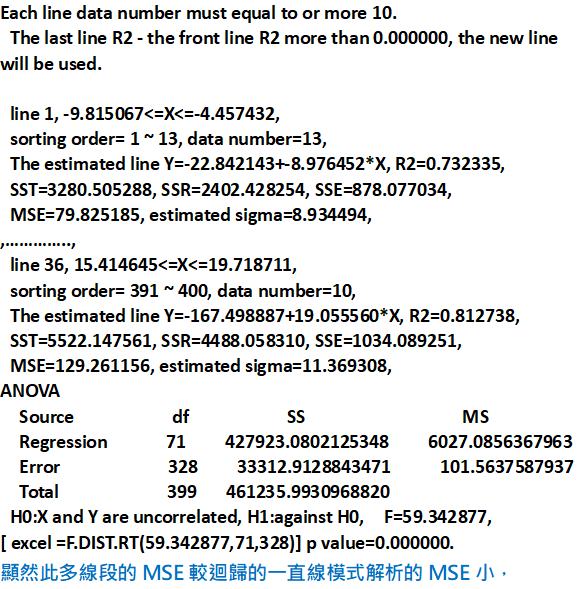 Each line data number must equal to or more 10.
The last line R2 - the front line R2 more than 0.000000, the new line
will be used.
line 1, -9.815067<=X<=-4.457432,
sorting order= 1 ~ 13, data number=13,
The estimated line Y=-22.842143+-8.976452*X, R2=0.732335,
SST=3280.505288, SSR=2402.428254, SSE=878.077034,
MSE=79.825185, estimated sigma=8.934494,
,…………..,
line 36, 15.414645<=X<=19.718711,
sorting order= 391 ~ 400, data number=10,
The estimated line Y=-167.498887+19.055560*X, R2=0.812738,
SST=5522.147561, SSR=4488.058310, SSE=1034.089251,
MSE=129.261156, estimated sigma=11.369308,
ANOVA
Source df SS MS
Regression 71 427923.0802125348 6027.0856367963
Error 328 33312.9128843471 101.5637587937
Total 399 461235.9930968820
H0:X and Y are uncorrelated, H1:against H0, F=59.342877,
[ excel =F.DIST.RT(59.342877,71,328)] p value=0.000000.
顯然此多線段的 MSE 較迴歸的一直線模式解析的 MSE 小，